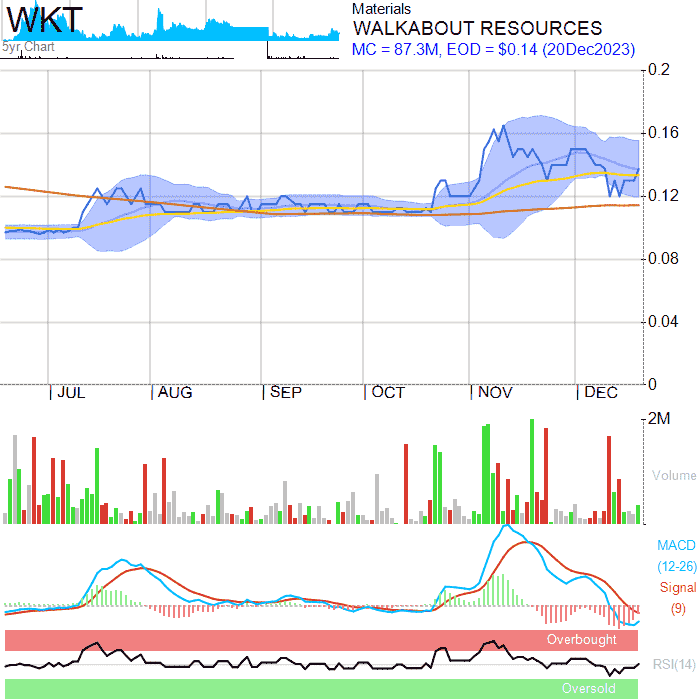 WKT
5yr Chart
Materials
WALKABOUT RESOURCES
MC = 87.3M, EOD = $0.14 (20Dec2023)
0.2
0.16
0.12
0.08
0.04
0
JUL
AUG
SEP
OCT
NOV
DEC
2M
Volume
MACD
(12-26)
Signal
(9)
Overbought
RSI(14)
Oversold